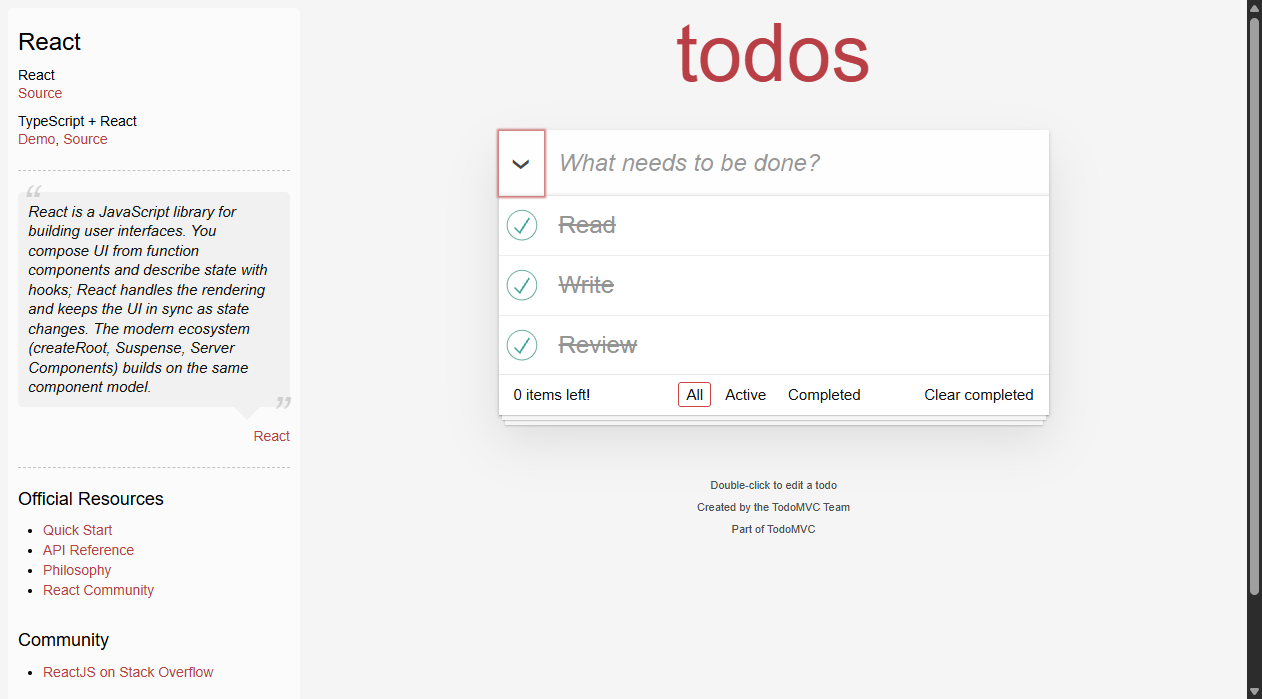 React
React
Source
TypeScript + React
Demo, Source
“
React is a JavaScript library for
building user interfaces. You
compose UI from function
components and describe state with
hooks; React handles the rendering
and keeps the UI in sync as state
changes. The modern ecosystem
(createRoot, Suspense, Server
Components) builds on the same
component model.
”
React
Official Resources
Quick Start
API Reference
Philosophy
React Community
Community
ReactJS on Stack Overflow
todos
What needs to be done?
Read
Write
Review
0 items left!
All Active Completed
Clear completed
Double-click to edit a todo
Created by the TodoMVC Team
Part of TodoMVC